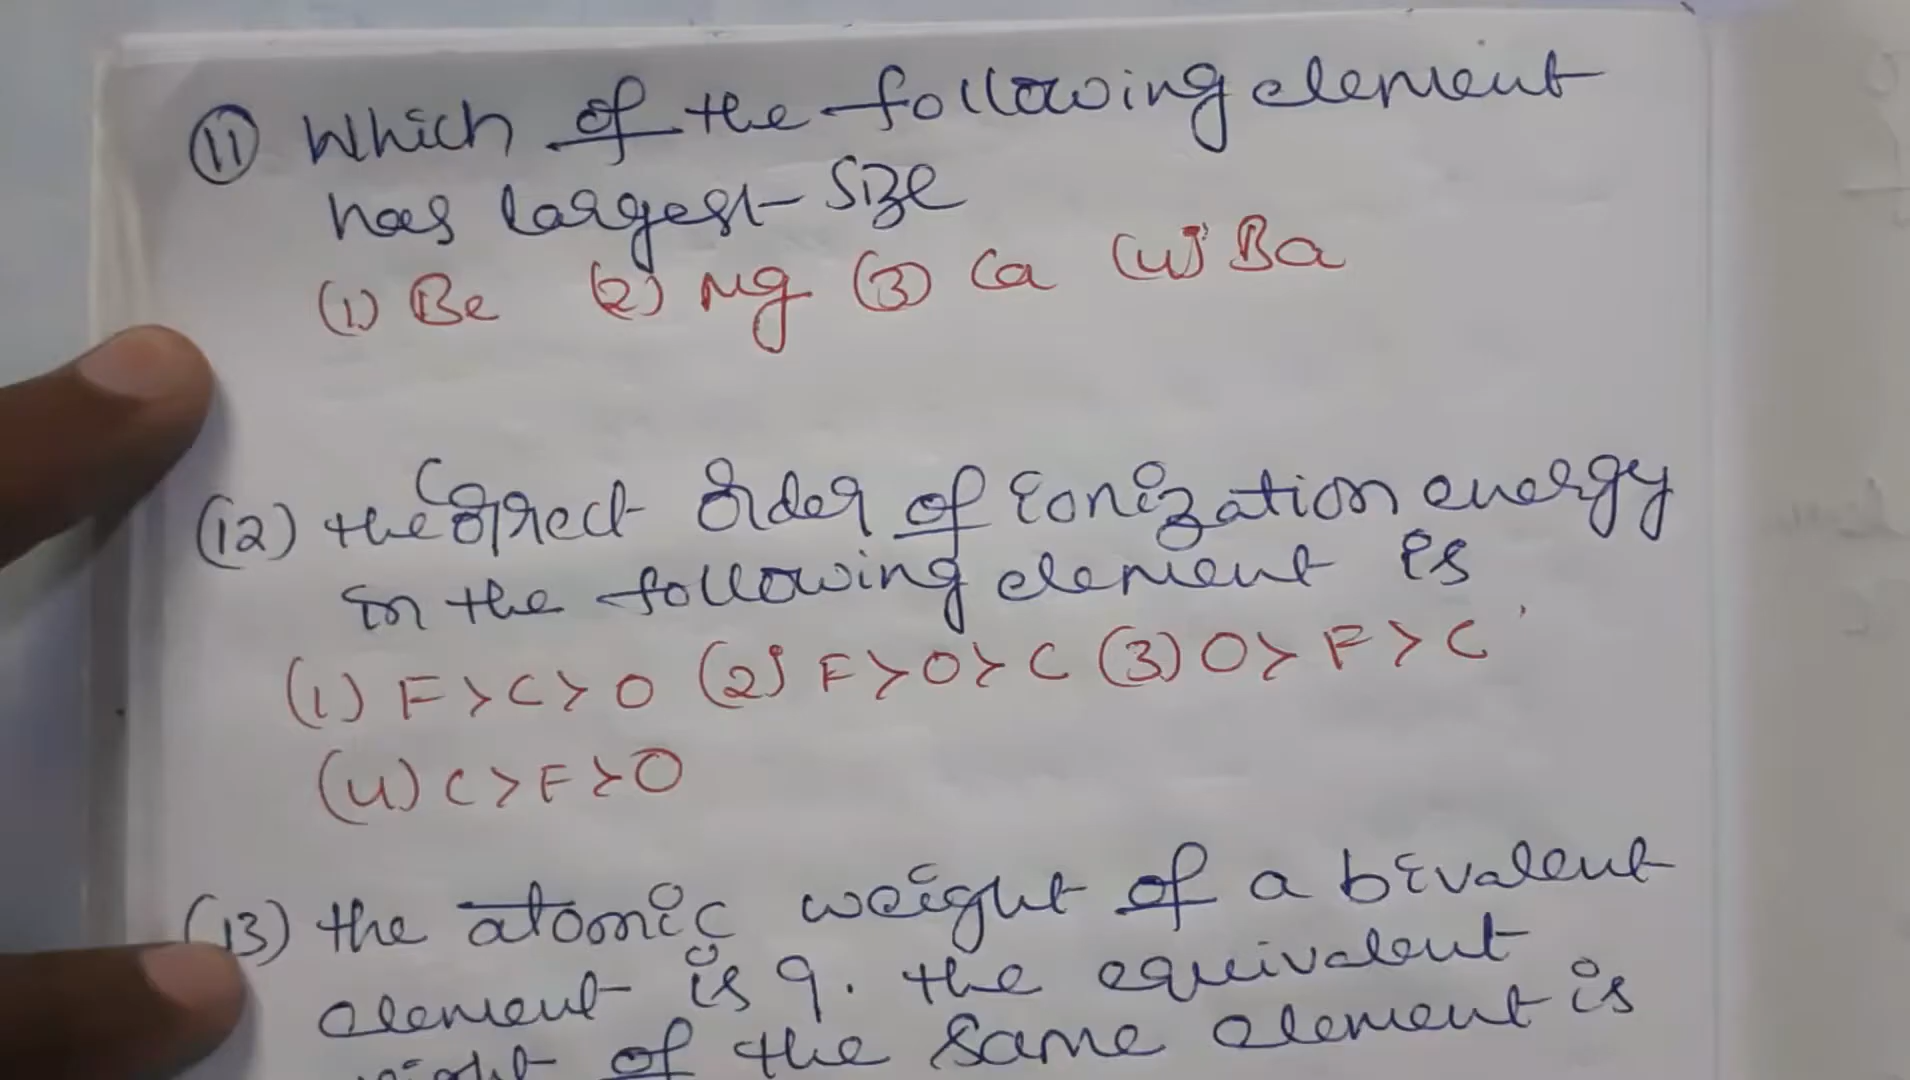 (11) Which of the following element
has largest size
(1) Be (2) Mg (3) Ca (4) Ba
(12) the Correct order of ionization energy
in the following element is
(1) F > C > O (2) F > O > C (3) O > F > C
(4) C > F > O
(13) the atomic weight of a bivalent
element is 9. the equivalent
weight of the same element is